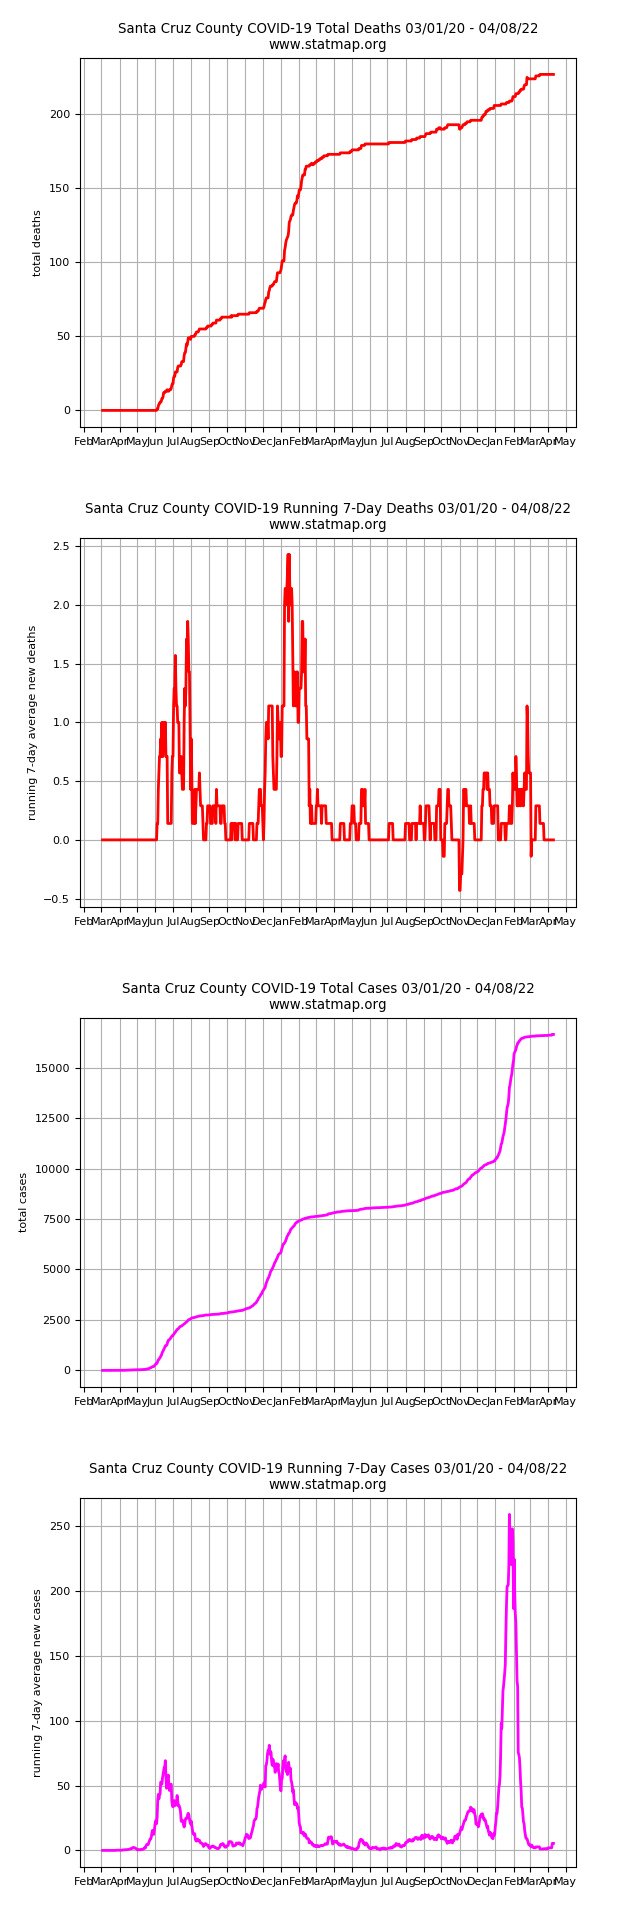 Santa Cruz County COVID-19 Total Deaths 03/01/20 - 04/08/22
www.statmap.org
200
150
100
50
0
total deaths
Feb Mar Apr May Jun Jul Aug Sep Oct Nov Dec Jan Feb Mar Apr May Jun Jul Aug Sep Oct Nov Dec Jan Feb Mar Apr May
Santa Cruz County COVID-19 Running 7-Day Deaths 03/01/20 - 04/08/22
www.statmap.org
2.5
2.0
1.5
1.0
0.5
0.0
−0.5
running 7-day average new deaths
Feb Mar Apr May Jun Jul Aug Sep Oct Nov Dec Jan Feb Mar Apr May Jun Jul Aug Sep Oct Nov Dec Jan Feb Mar Apr May
Santa Cruz County COVID-19 Total Cases 03/01/20 - 04/08/22
www.statmap.org
15000
12500
10000
7500
5000
2500
0
total cases
Feb Mar Apr May Jun Jul Aug Sep Oct Nov Dec Jan Feb Mar Apr May Jun Jul Aug Sep Oct Nov Dec Jan Feb Mar Apr May
Santa Cruz County COVID-19 Running 7-Day Cases 03/01/20 - 04/08/22
www.statmap.org
250
200
150
100
50
0
running 7-day average new cases
Feb Mar Apr May Jun Jul Aug Sep Oct Nov Dec Jan Feb Mar Apr May Jun Jul Aug Sep Oct Nov Dec Jan Feb Mar Apr May